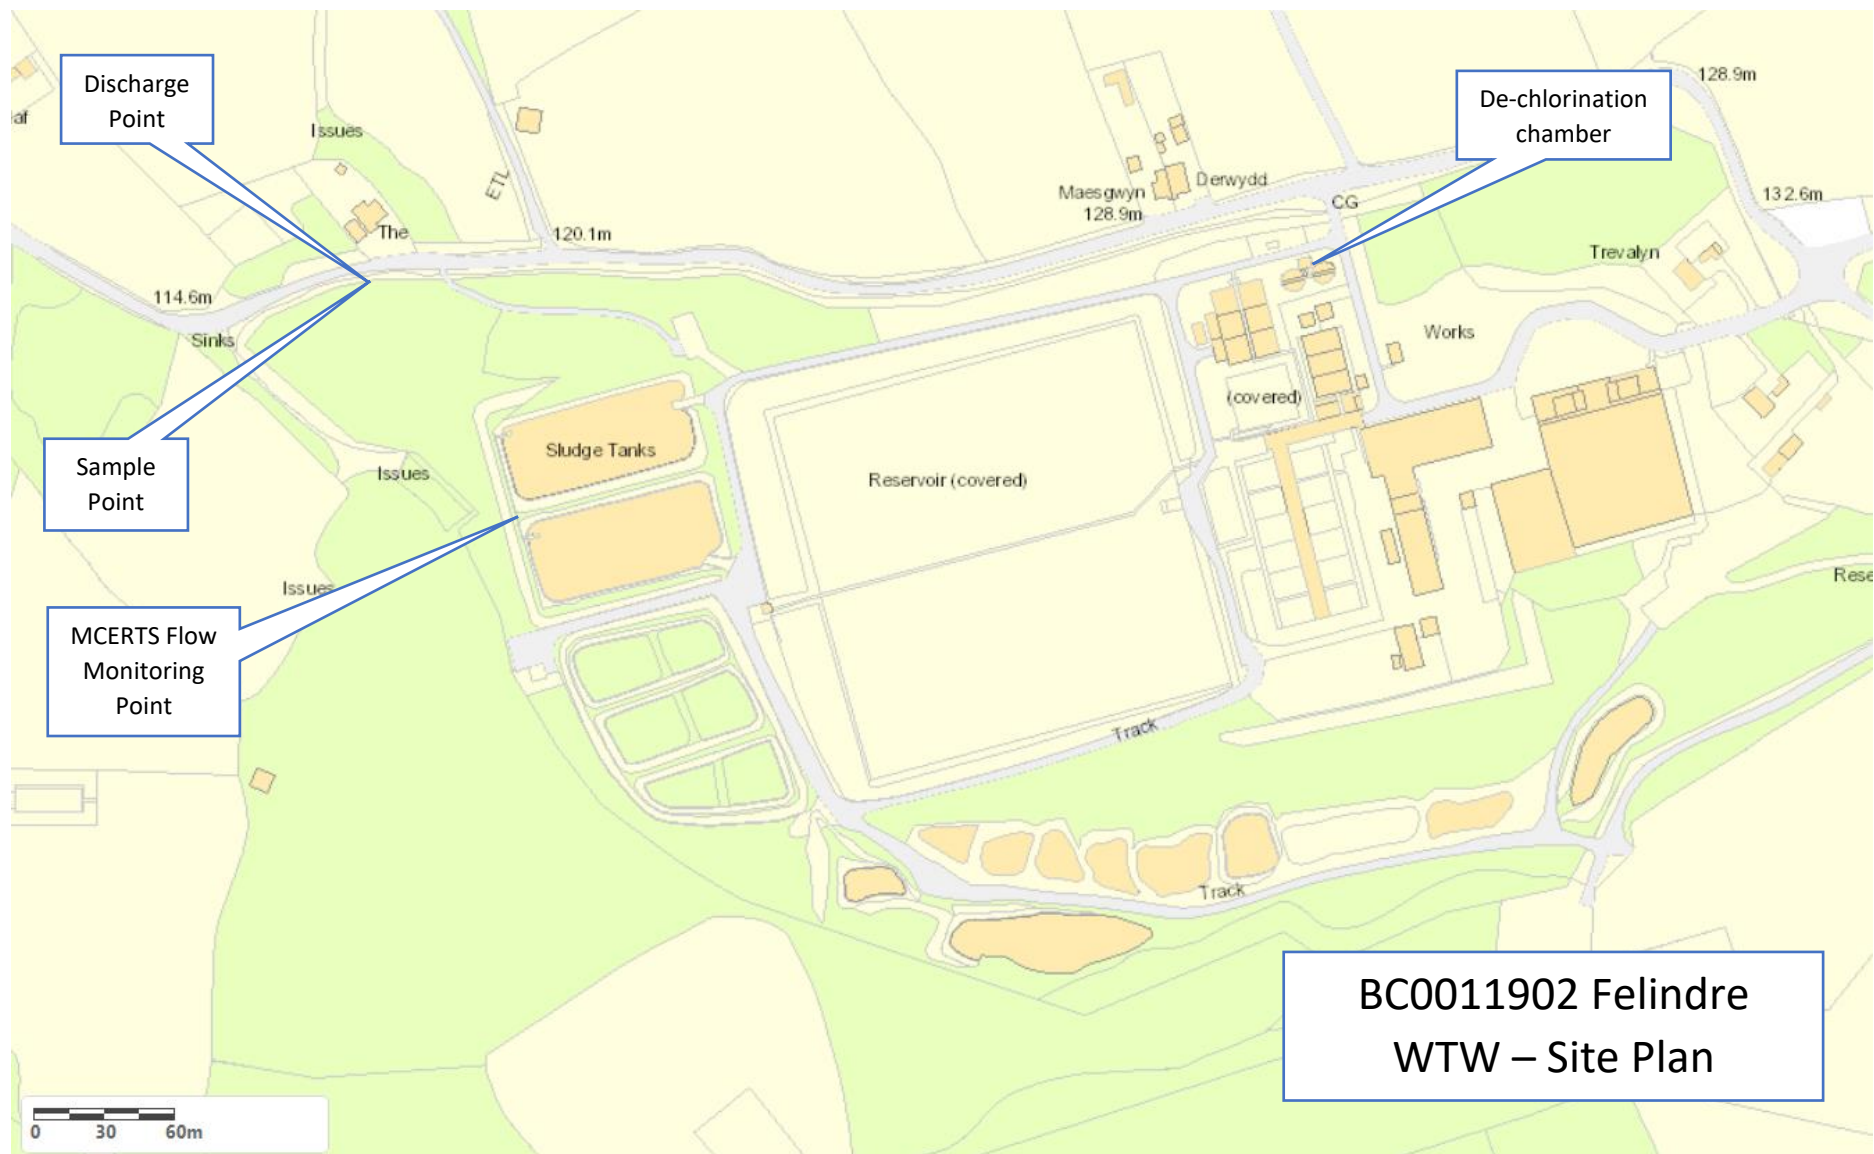 Discharge
Point
De-chlorination
chamber
128.9m
af
Issues
ETL
Maesgwyn
128.9m
Derwydd
CG
132.6m
The
120.1m
Trevalyn
114.6m
Sinks
Works
(covered)
Sludge Tanks
Sample
Point
Issues
Reservoir (covered)
Issues
Rese
MCERTS Flow
Monitoring
Point
Track
Track
BC0011902 Felindre
WTW – Site Plan
0 30 60m